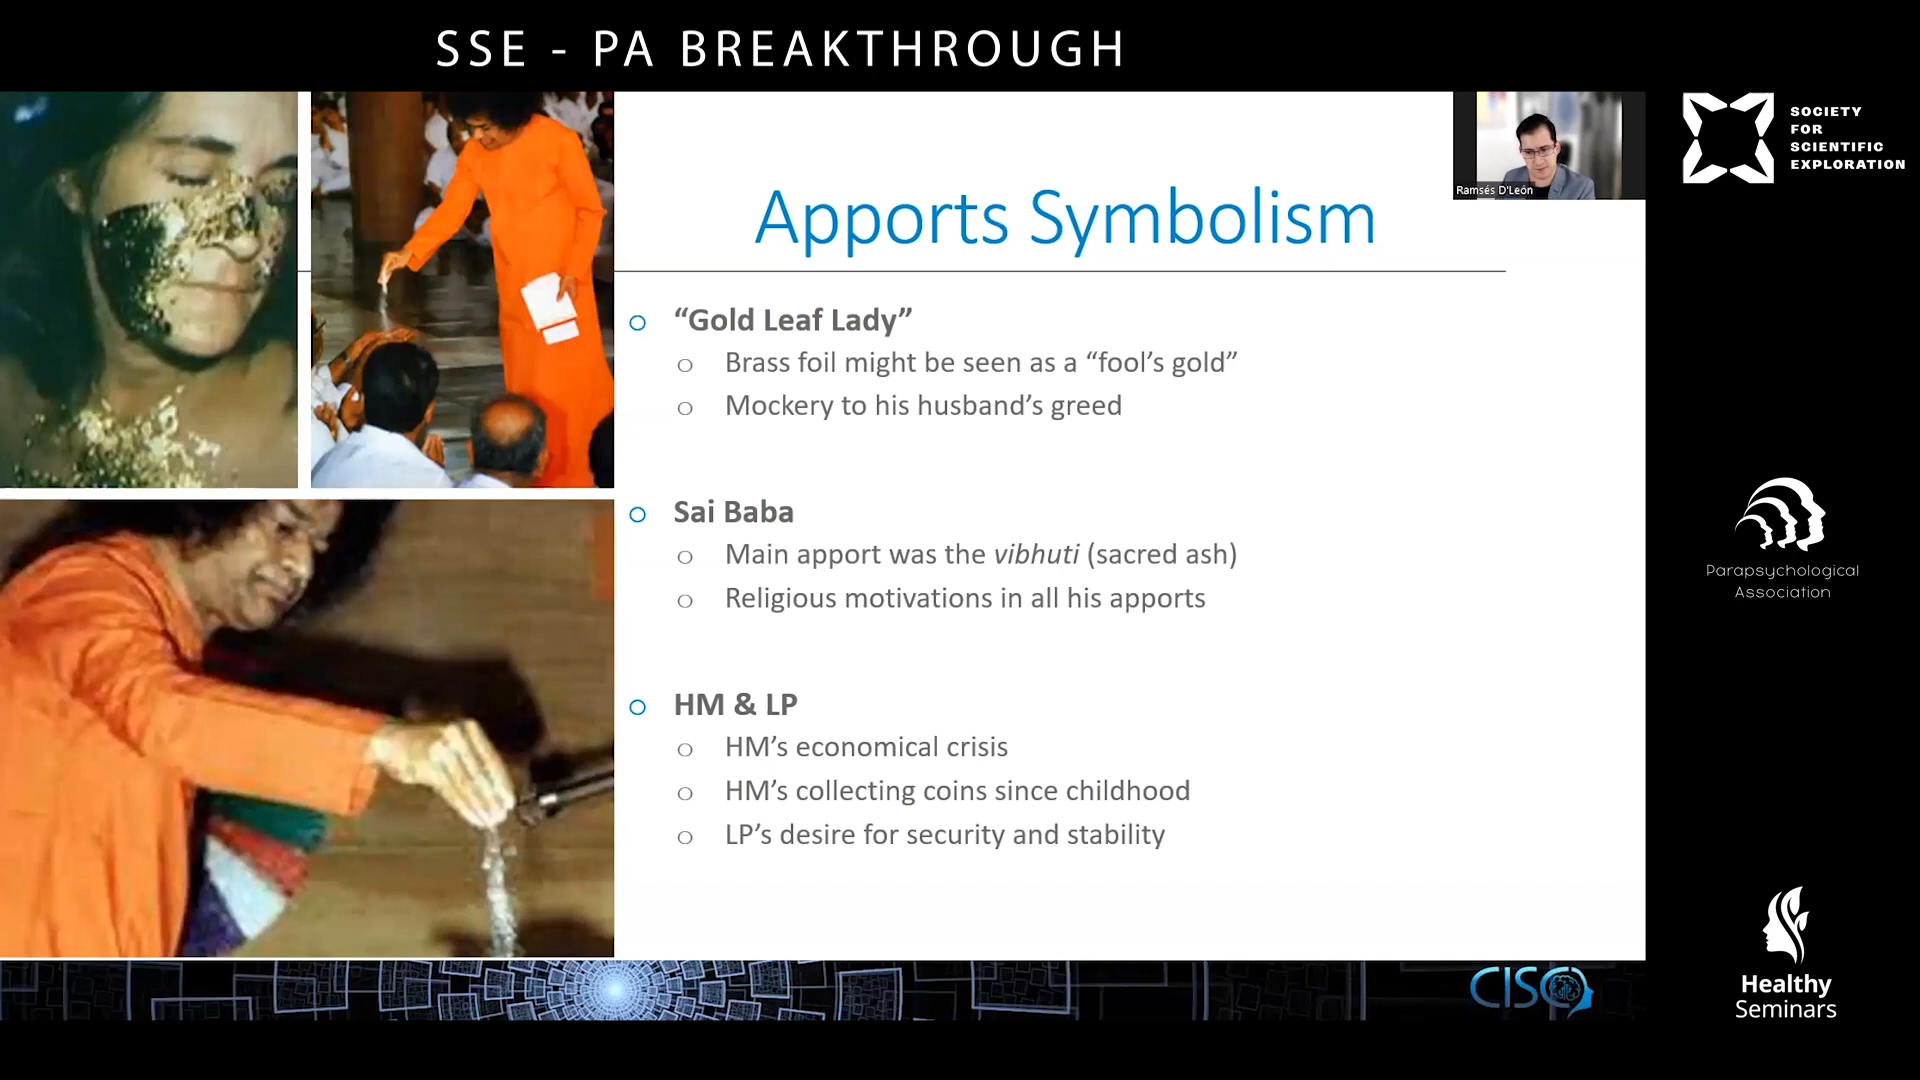 SSE - PA BREAKTHROUGH
SOCIETY
FOR
SCIENTIFIC
EXPLORATION
Ramsés D'León
Apports Symbolism
“Gold Leaf Lady”
Brass foil might be seen as a “fool’s gold”
Mockery to his husband’s greed
Sai Baba
Main apport was the vibhuti (sacred ash)
Religious motivations in all his apports
HM & LP
HM’s economical crisis
HM’s collecting coins since childhood
LP’s desire for security and stability
Parapsychological
Association
CISC
Healthy
Seminars